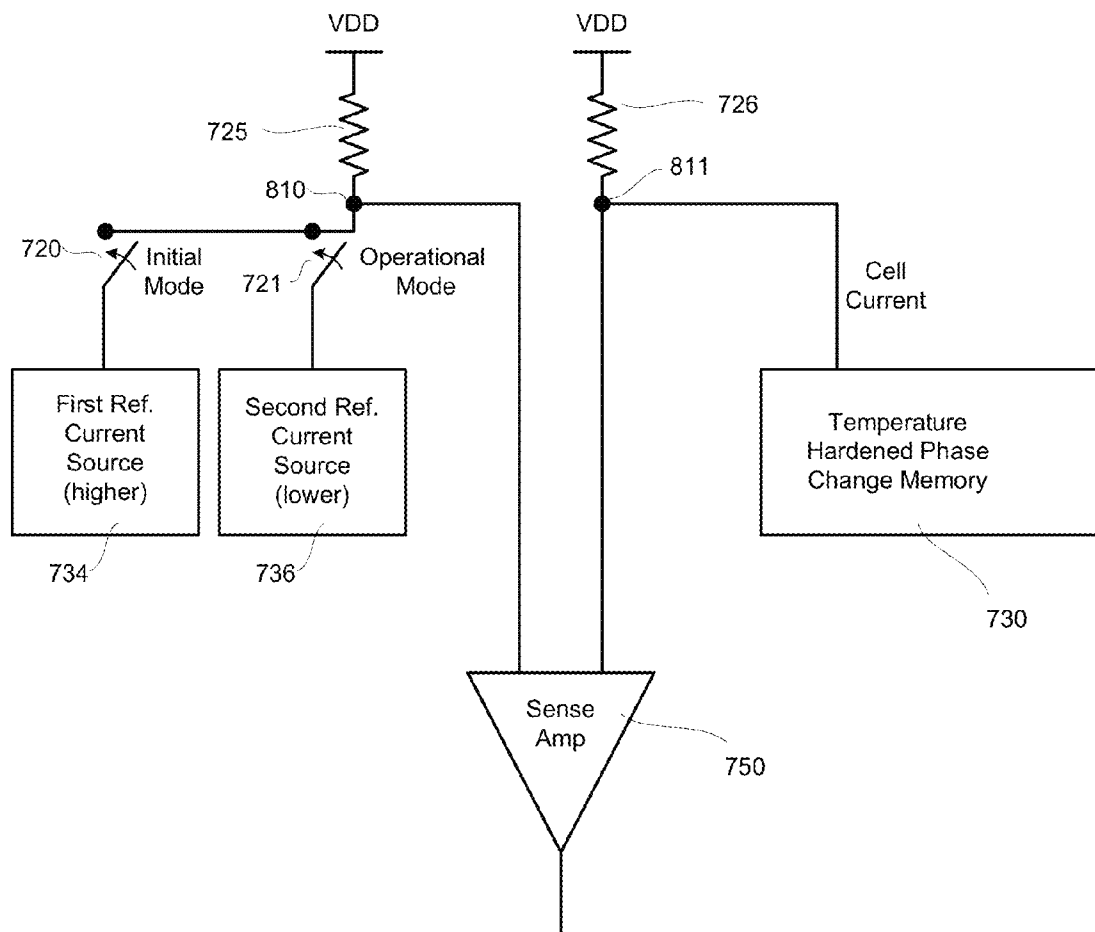 VDD
VDD
725
726
810
811
720
Initial
Mode
721
Operational
Mode
Cell
Current
First Ref.
Current
Source
(higher)
Second Ref.
Current
Source
(lower)
Temperature
Hardened Phase
Change Memory
734
736
730
Sense
Amp
750